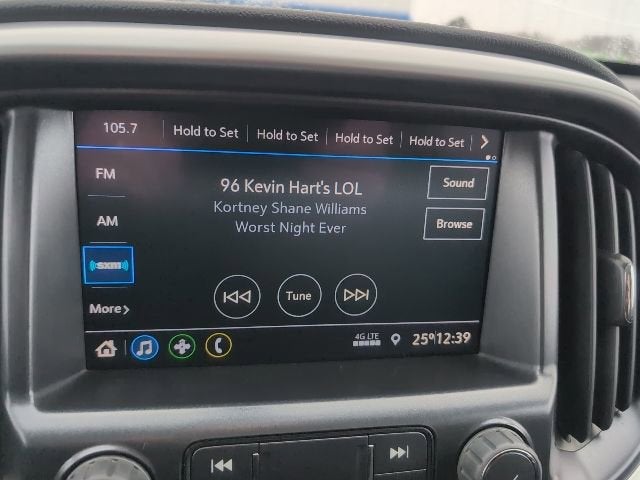 105.7 Hold to Set Hold to Set Hold to Set Hold to Set
FM
96 Kevin Hart's LOL
Sound
Kortney Shane Williams
AM
Worst Night Ever
Browse
sxm
Tune
More
4G LTE
25° 12:39